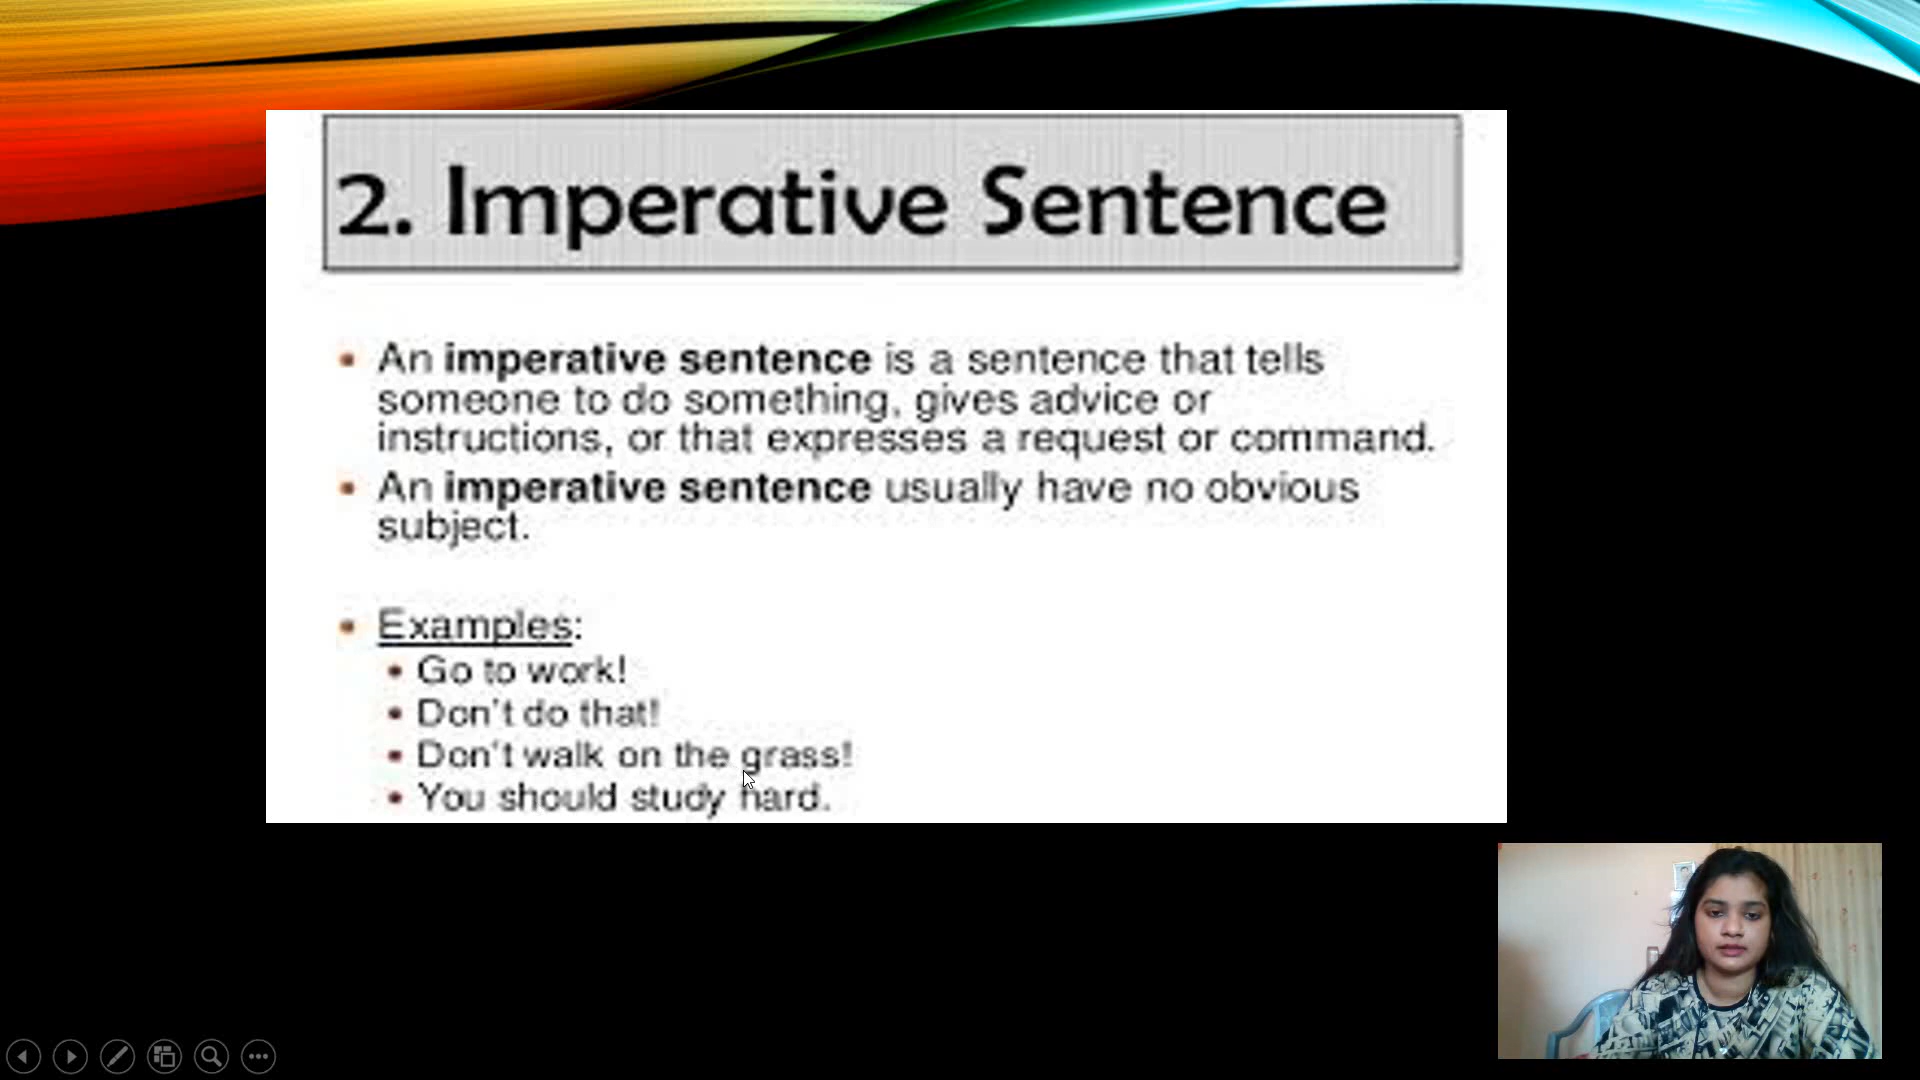 2. Imperative Sentence
• An imperative sentence is a sentence that tells
someone to do something, gives advice or
instructions, or that expresses a request or command.
• An imperative sentence usually have no obvious
subject.
• Examples:
• Go to work!
• Don't do that!
• Don't walk on the grass!
• You should study hard.